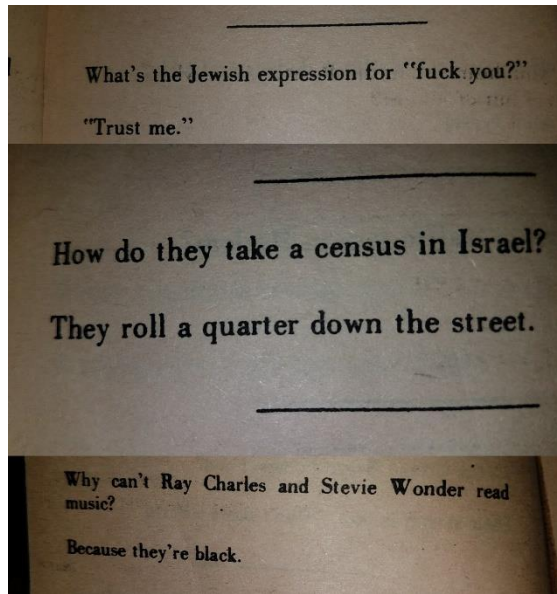 What's the Jewish expression for "fuck you?"
"Trust me."
How do they take a census in Israel?
They roll a quarter down the street.
Why can't Ray Charles and Stevie Wonder read
music?
Because they're black.